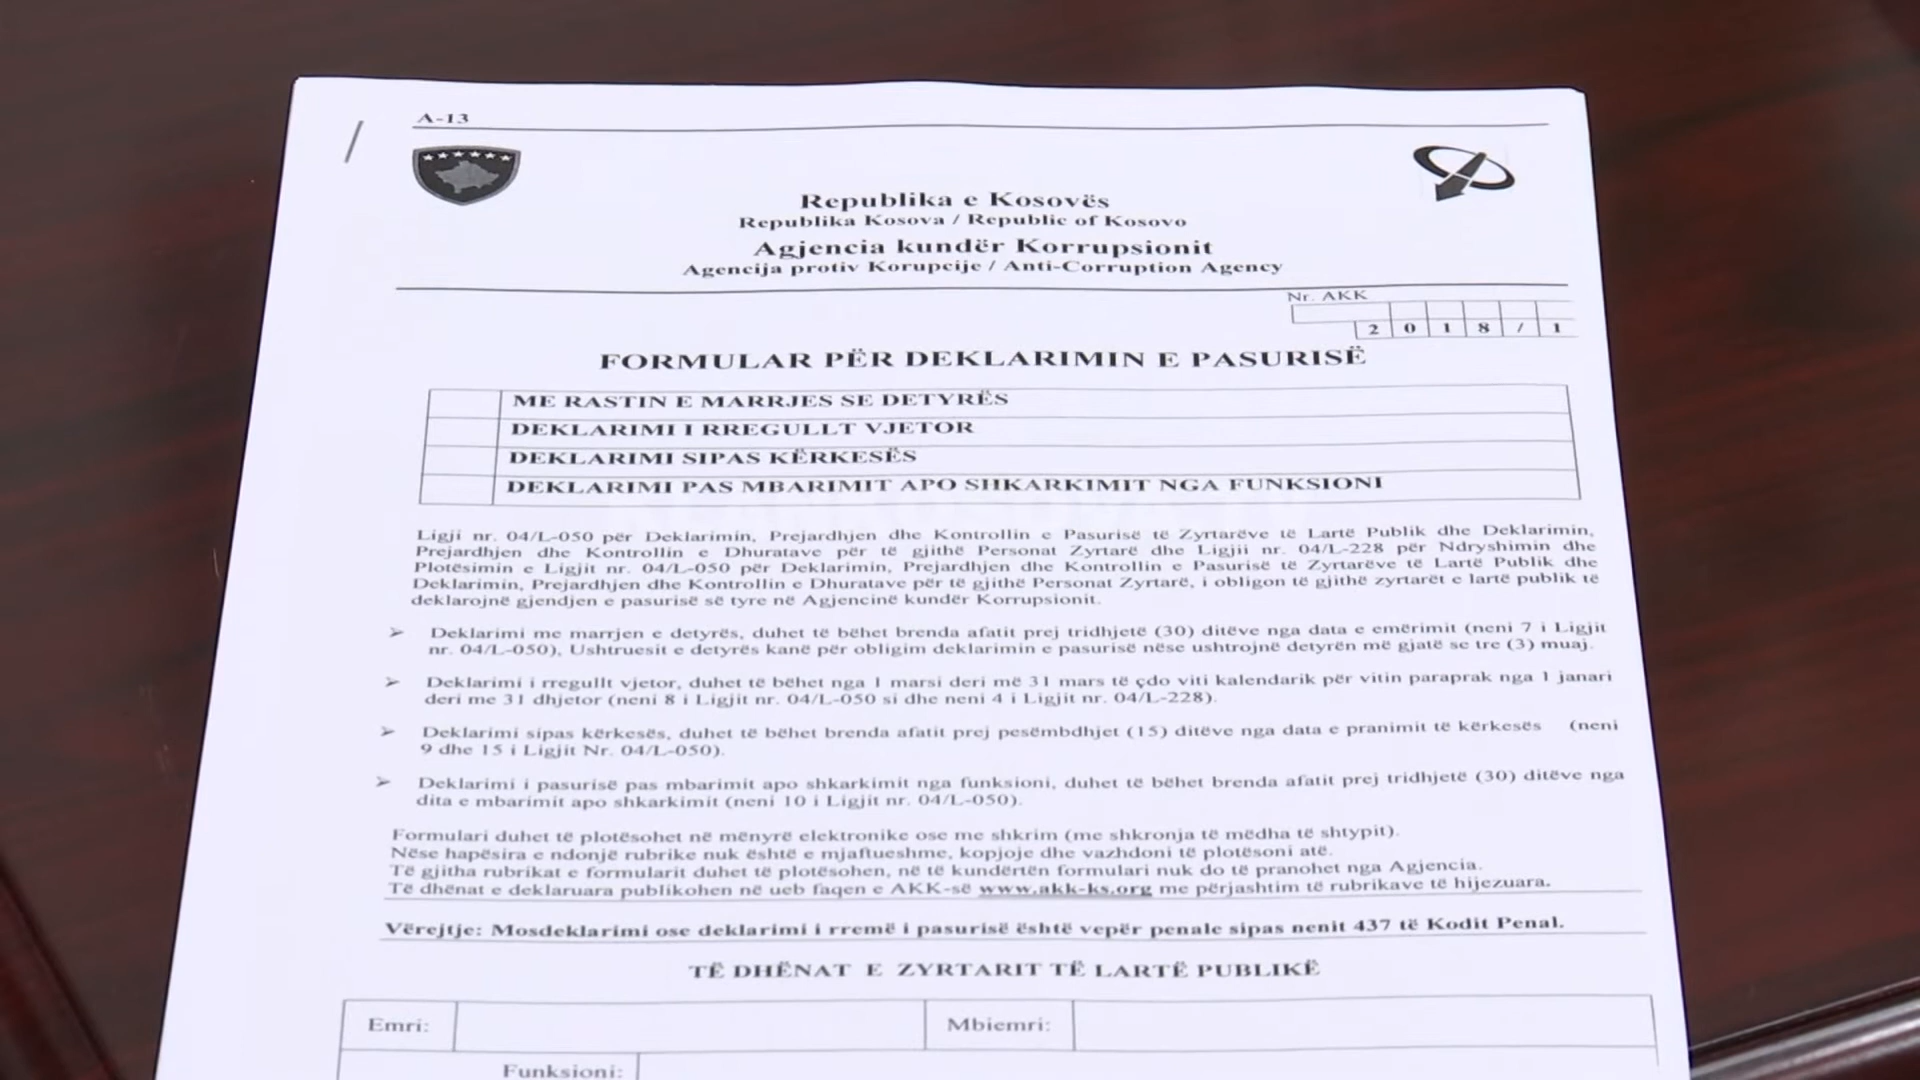 A-13
Republika e Kosovës
Republika Kosova / Republic of Kosovo
Agjencia kundër Korrupsionit
Agencija protiv Korupcije / Anti-Corruption Agency
Nr. AKK
2 0 1 8 / 1
FORMULAR PËR DEKLARIMIN E PASURISË
ME RASTIN E MARRJES SE DETYRËS
DEKLARIMI I RREGULLT VJETOR
DEKLARIMI SIPAS KËRKESËS
DEKLARIMI PAS MBARIMIT APO SHKARKIMIT NGA FUNKSIONI
Ligji nr. 04/L-050 për Deklarimin, Prejardhjen dhe Kontrollin e Pasurisë të Zyrtarëve të Lartë Publik dhe Deklarimin,
Prejardhjen dhe Kontrollin e Dhuratave për të gjithë Personat Zyrtarë dhe Ligjii nr. 04/L-228 për Ndryshimin dhe
Plotësimin e Ligjit nr. 04/L-050 për Deklarimin, Prejardhjen dhe Kontrollin e Pasurisë të Zyrtarëve të Lartë Publik dhe
Deklarimin, Prejardhjen dhe Kontrollin e Dhuratave për të gjithë Personat Zyrtarë, i obligon të gjithë zyrtarët e lartë publik të
deklarojnë gjendjen e pasurisë së tyre në Agjencinë kundër Korrupsionit.
➢ Deklarimi me marrjen e detyrës, duhet të bëhet brenda afatit prej tridhjetë (30) ditëve nga data e emërimit (neni 7 i Ligjit
nr. 04/L-050), Ushtruesit e detyrës kanë për obligim deklarimin e pasurisë nëse ushtrojnë detyrën më gjatë se tre (3) muaj.
➢ Deklarimi i rregullt vjetor, duhet të bëhet nga 1 marsi deri më 31 mars të çdo viti kalendarik për vitin paraprak nga 1 janari
deri me 31 dhjetor (neni 8 i Ligjit nr. 04/L-050 si dhe neni 4 i Ligjit nr. 04/L-228).
➢ Deklarimi sipas kërkesës, duhet të bëhet brenda afatit prej pesëmbdhjet (15) ditëve nga data e pranimit të kërkesës (neni
9 dhe 15 i Ligjit Nr. 04/L-050).
➢ Deklarimi i pasurisë pas mbarimit apo shkarkimit nga funksioni, duhet të bëhet brenda afatit prej tridhjetë (30) ditëve nga
dita e mbarimit apo shkarkimit (neni 10 i Ligjit nr. 04/L-050).
Formulari duhet të plotësohet në mënyrë elektronike ose me shkrim (me shkronja të mëdha të shtypit).
Nëse hapësira e ndonjë rubrike nuk është e mjaftueshme, kopjoje dhe vazhdoni të plotësoni atë.
Të gjitha rubrikat e formularit duhet të plotësohen, në të kundërtën formulari nuk do të pranohet nga Agjencia.
Të dhënat e deklaruara publikohen në ueb faqen e AKK-së www.akk-ks.org me përjashtim të rubrikave të hijezuara.
Vërejtje: Mosdeklarimi ose deklarimi i rremë i pasurisë është vepër penale sipas nenit 437 të Kodit Penal.
TË DHËNAT E ZYRTARIT TË LARTË PUBLIKË
Emri: Mbiemri:
Funksioni: